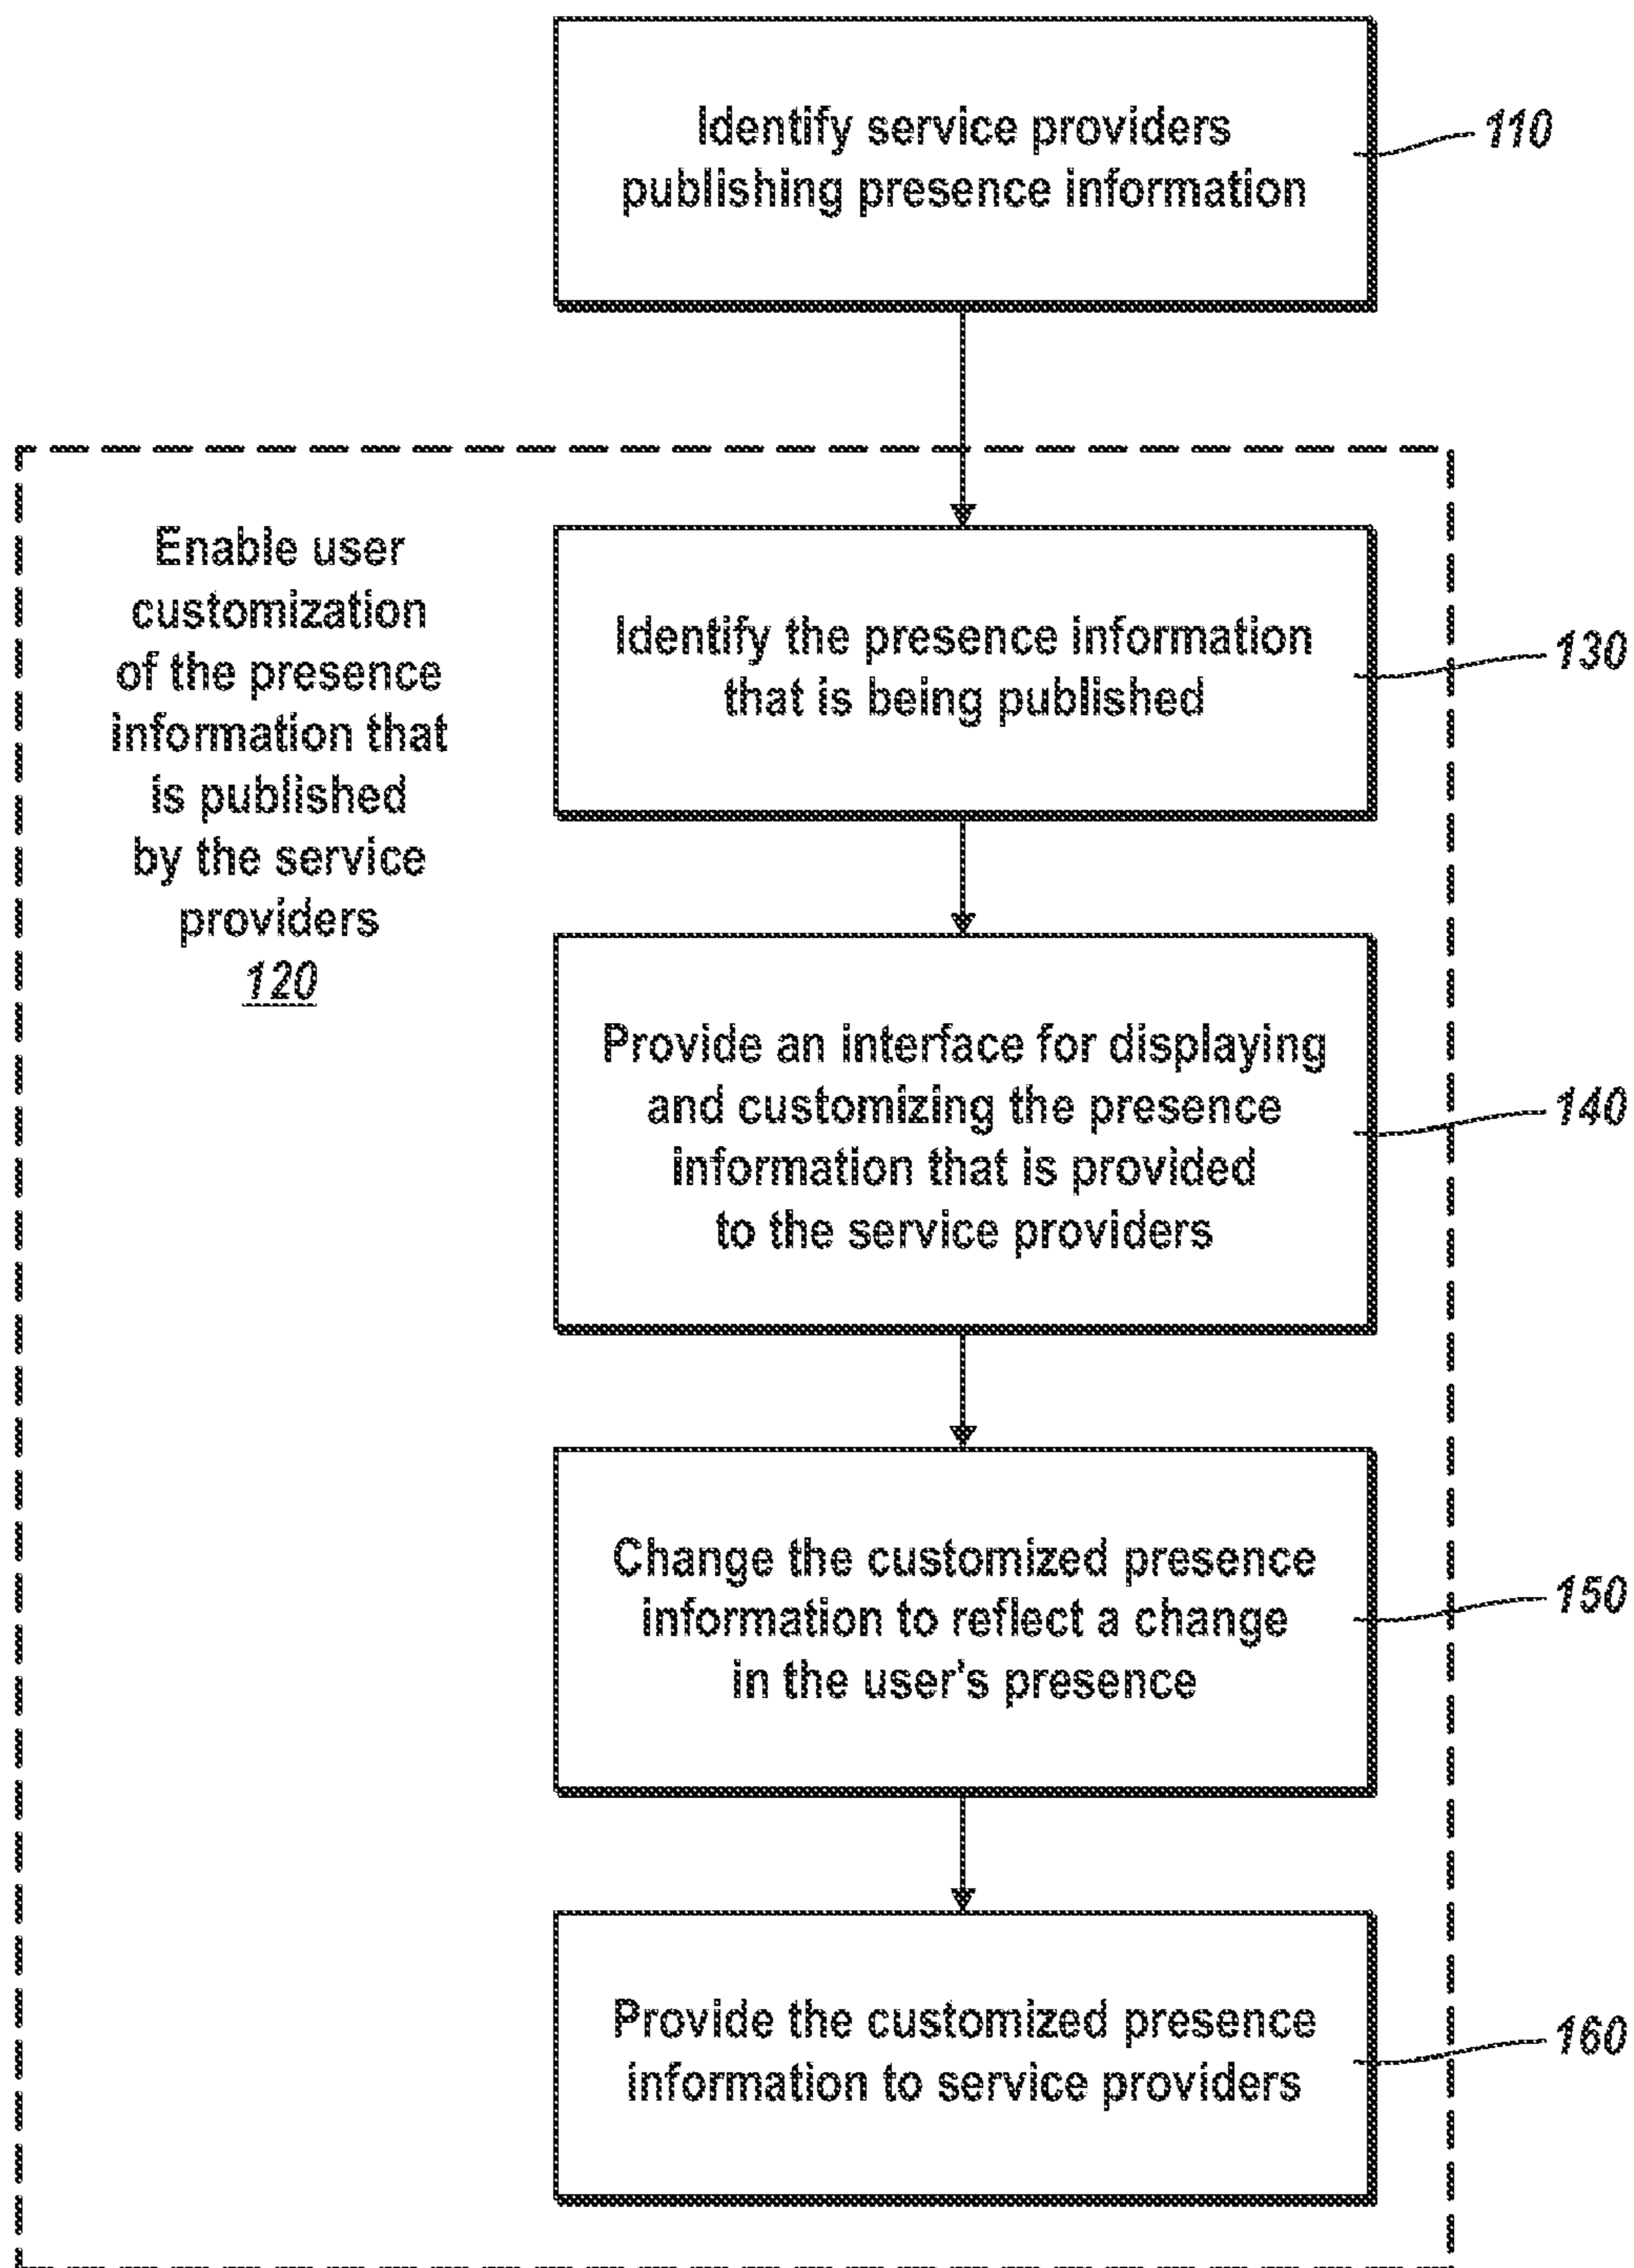 Identify service providers
publishing presence information
110
Enable user
customization
of the presence
information that
is published
by the service
providers
120
Identify the presence information
that is being published
130
Provide an interface for displaying
and customizing the presence
information that is provided
to the service providers
140
Change the customized presence
information to reflect a change
in the user's presence
150
Provide the customized presence
information to service providers
160